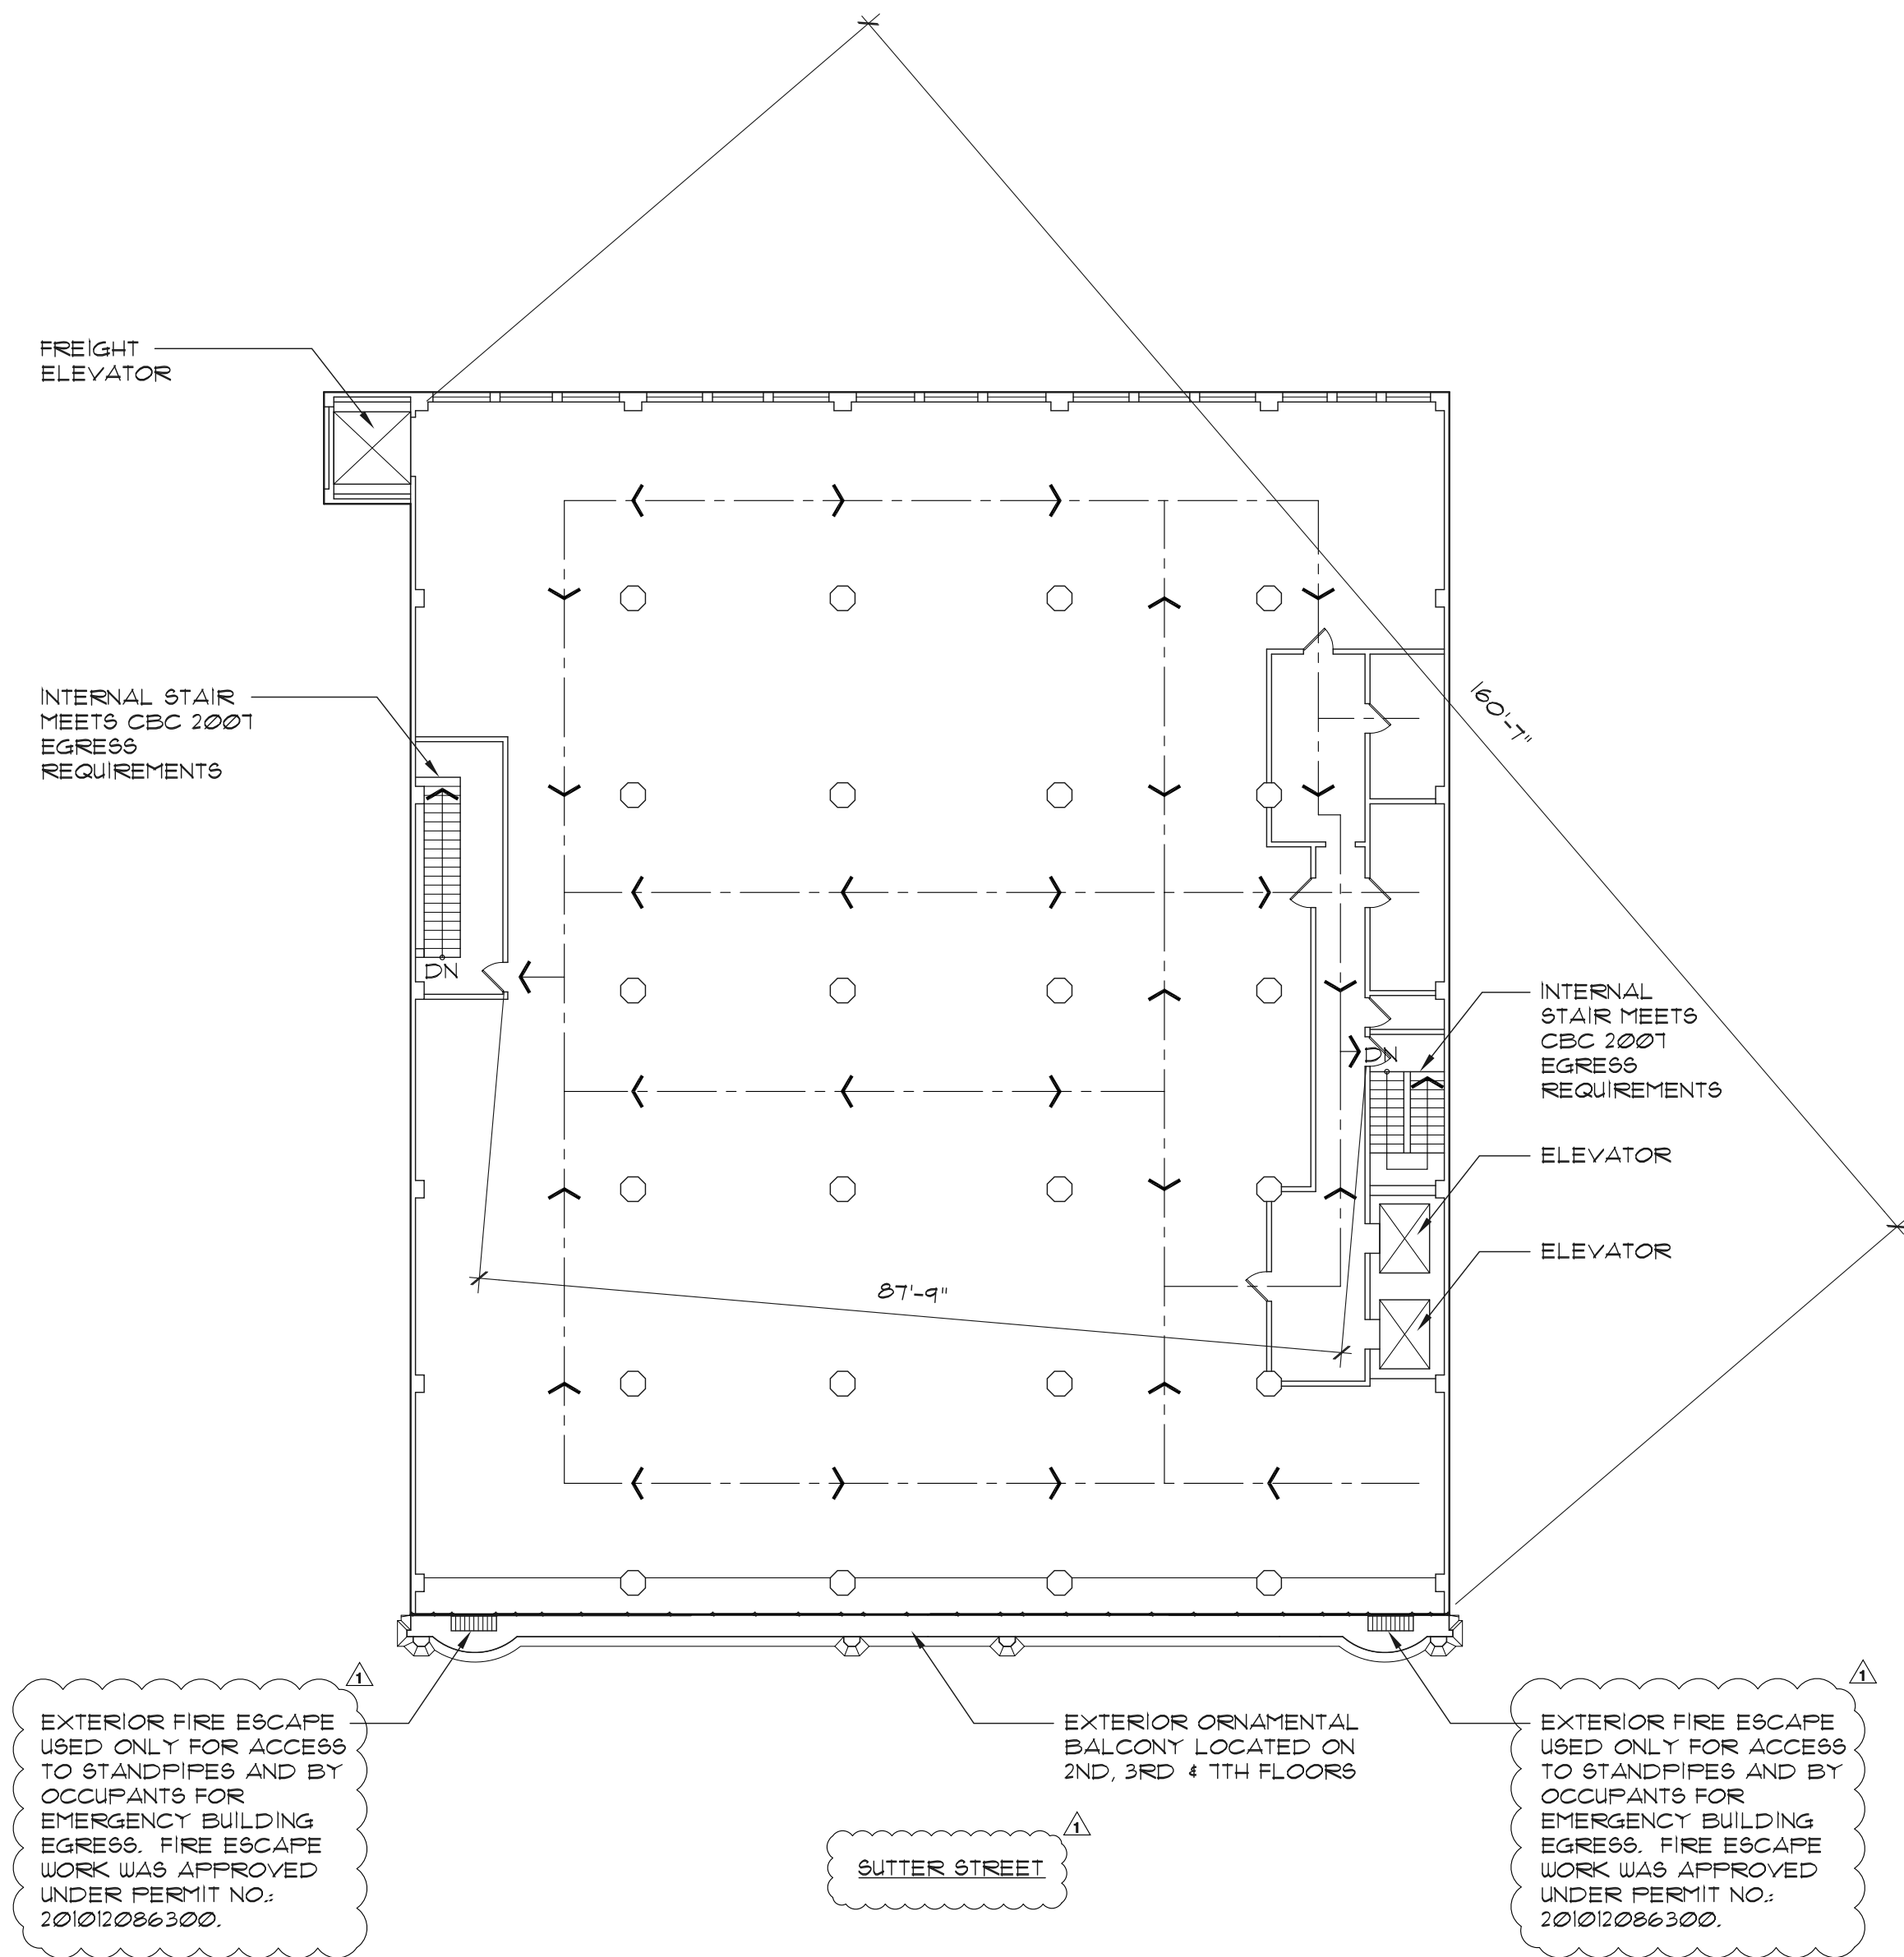 FREIGHT
ELEVATOR
INTERNAL STAIR
MEETS CBC 2007
EGRESS
REQUIREMENTS
160'-7"
DN
INTERNAL
STAIR MEETS
CBC 2007
EGRESS
REQUIREMENTS
DN
ELEVATOR
ELEVATOR
87'-9"
1
EXTERIOR FIRE ESCAPE
USED ONLY FOR ACCESS
TO STANDPIPES AND BY
OCCUPANTS FOR
EMERGENCY BUILDING
EGRESS. FIRE ESCAPE
WORK WAS APPROVED
UNDER PERMIT NO.:
201012086300.
EXTERIOR ORNAMENTAL
BALCONY LOCATED ON
2ND, 3RD & 7TH FLOORS
1
SUTTER STREET
1
EXTERIOR FIRE ESCAPE
USED ONLY FOR ACCESS
TO STANDPIPES AND BY
OCCUPANTS FOR
EMERGENCY BUILDING
EGRESS. FIRE ESCAPE
WORK WAS APPROVED
UNDER PERMIT NO.:
201012086300.